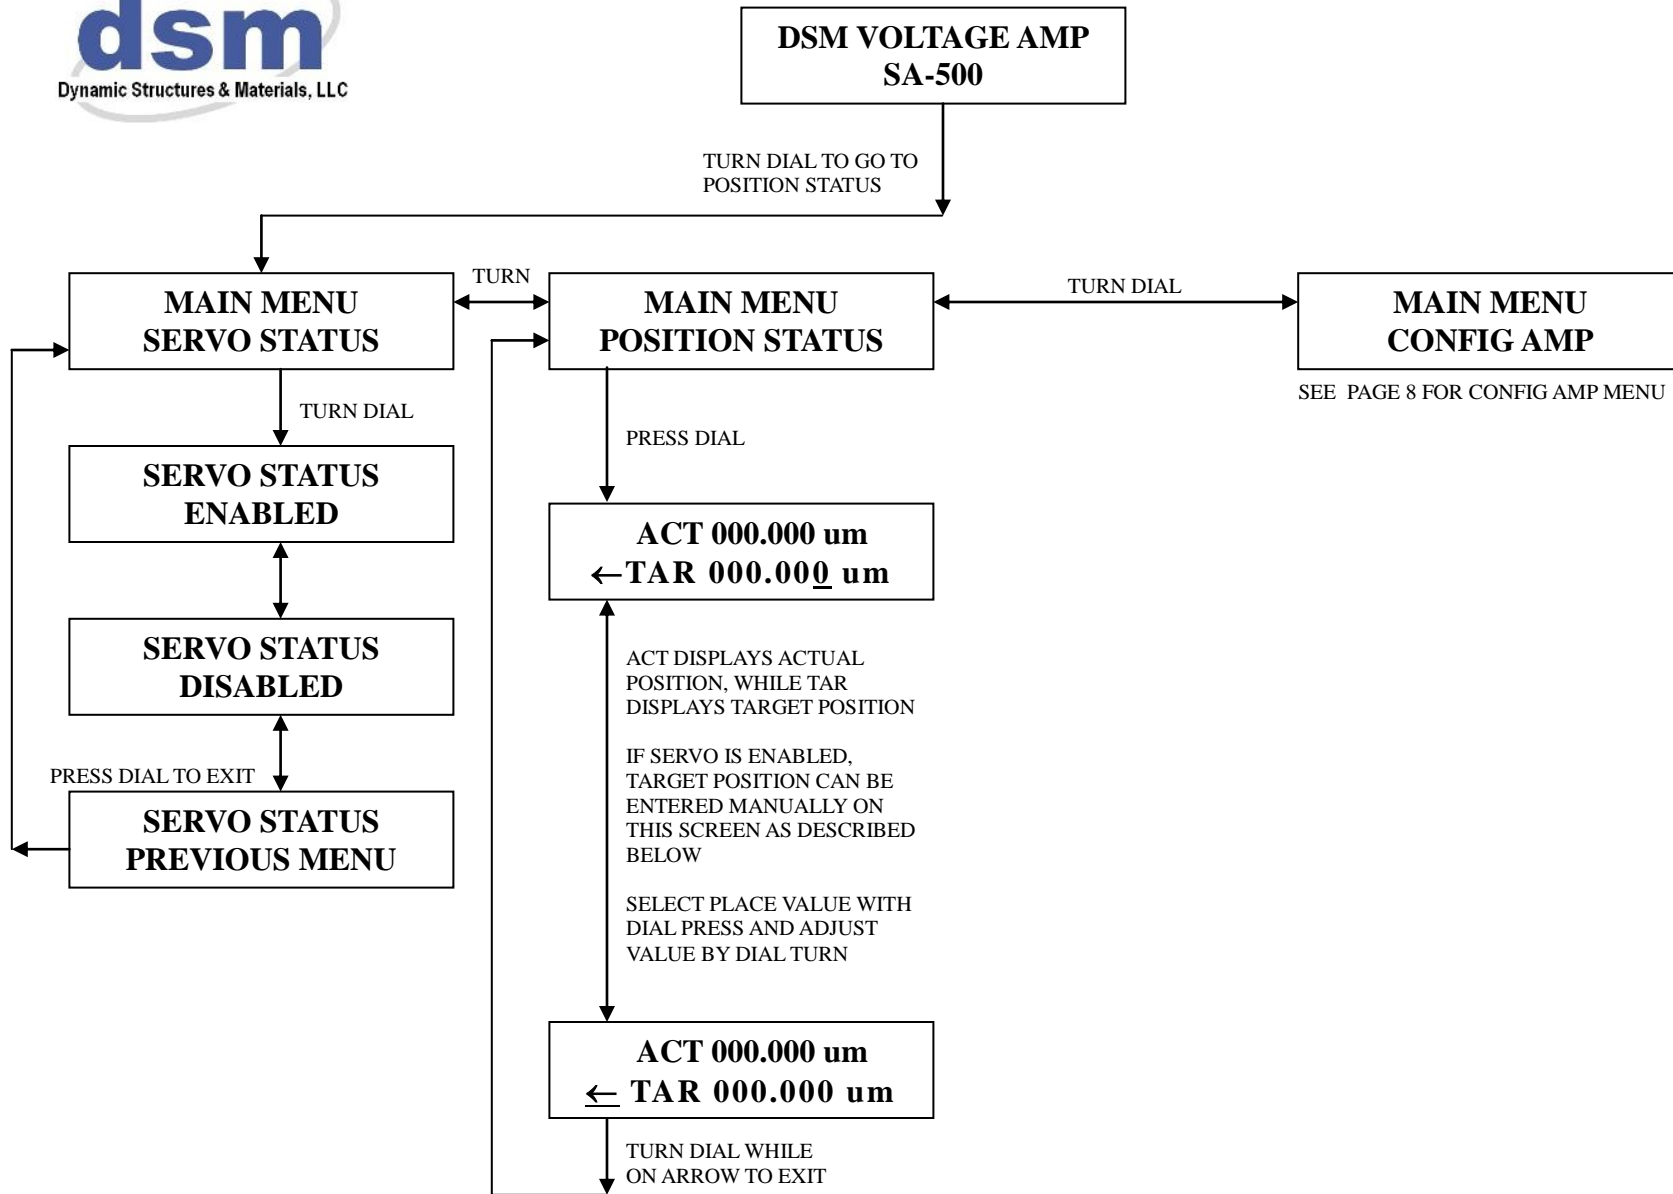 dsm
Dynamic Structures & Materials, LLC
DSM VOLTAGE AMP
SA-500
TURN DIAL TO GO TO
POSITION STATUS
MAIN MENU
SERVO STATUS
TURN
MAIN MENU
POSITION STATUS
TURN DIAL
MAIN MENU
CONFIG AMP
SEE PAGE 8 FOR CONFIG AMP MENU
TURN DIAL
SERVO STATUS
ENABLED
SERVO STATUS
DISABLED
PRESS DIAL TO EXIT
SERVO STATUS
PREVIOUS MENU
PRESS DIAL
ACT 000.000 um
←TAR 000.000 um
ACT DISPLAYS ACTUAL
POSITION, WHILE TAR
DISPLAYS TARGET POSITION
IF SERVO IS ENABLED,
TARGET POSITION CAN BE
ENTERED MANUALLY ON
THIS SCREEN AS DESCRIBED
BELOW
SELECT PLACE VALUE WITH
DIAL PRESS AND ADJUST
VALUE BY DIAL TURN
ACT 000.000 um
← TAR 000.000 um
TURN DIAL WHILE
ON ARROW TO EXIT